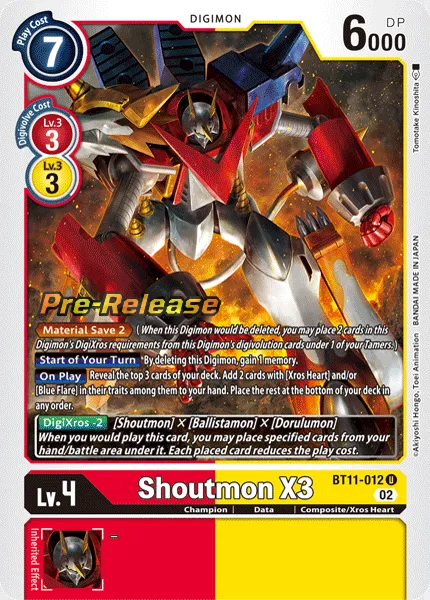 DIGIMON
Play Cost
7
6000
DP
Digivolve Cost
Lv.3
3
Lv.3
3
Tomotake Kinoshita
©Akiyoshi Hongo, Toei Animation BANDAI MADE IN JAPAN
Pre-Release
Material Save 2 (When this Digimon would be deleted, you may place 2 cards in this
Digimon's DigiXros requirements from this Digimon's digivolution cards under 1 of your Tamers.)
Start of Your Turn By deleting this Digimon, gain 1 memory.
On Play Reveal the top 3 cards of your deck. Add 2 cards with [Xros Heart] and/or
[Blue Flare] in their traits among them to your hand. Place the rest at the bottom of your deck in
any order.
DigiXros -2 [Shoutmon] × [Ballistamon] × [Dorulumon]
When you would play this card, you may place specified cards from your
hand/battle area under it. Each placed card reduces the play cost.
Lv.4
Shoutmon X3
BT11-012 U
02
Champion | Data | Composite/Xros Heart
Inherited Effect
-